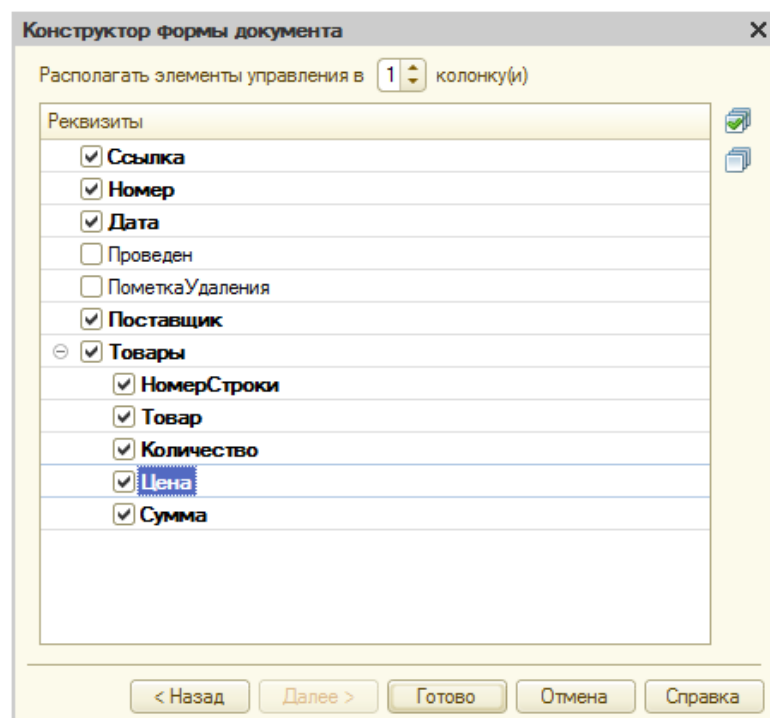 Конструктор формы документа
Располагать элементы управления в 1 колонку(и)
Реквизиты
Ссылка
Номер
Дата
Проведен
ПометкаУдаления
Поставщик
Товары
НомерСтроки
Товар
Количество
Цена
Сумма
< Назад Далее > Готово Отмена Справка